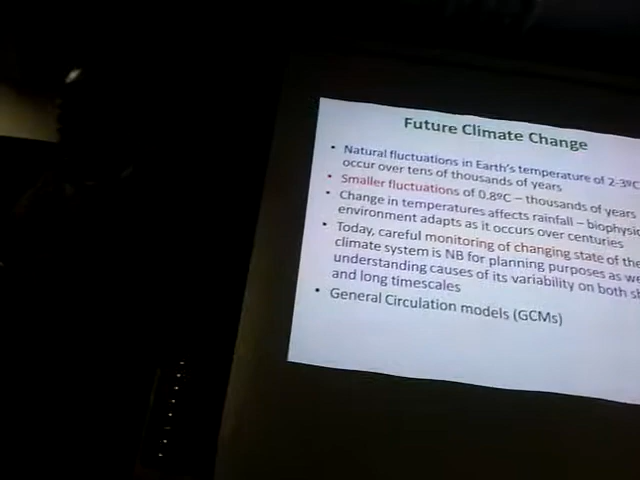 Future Climate Change
• Natural fluctuations in Earth's temperature of 2-3ºC
occur over tens of thousands of years
• Smaller fluctuations of 0.8ºC – thousands of years
• Change in temperatures affects rainfall – biophysic
environment adapts as it occurs over centuries
• Today, careful monitoring of changing state of the
climate system is NB for planning purposes as we
understanding causes of its variability on both s
and long timescales
• General Circulation models (GCMs)